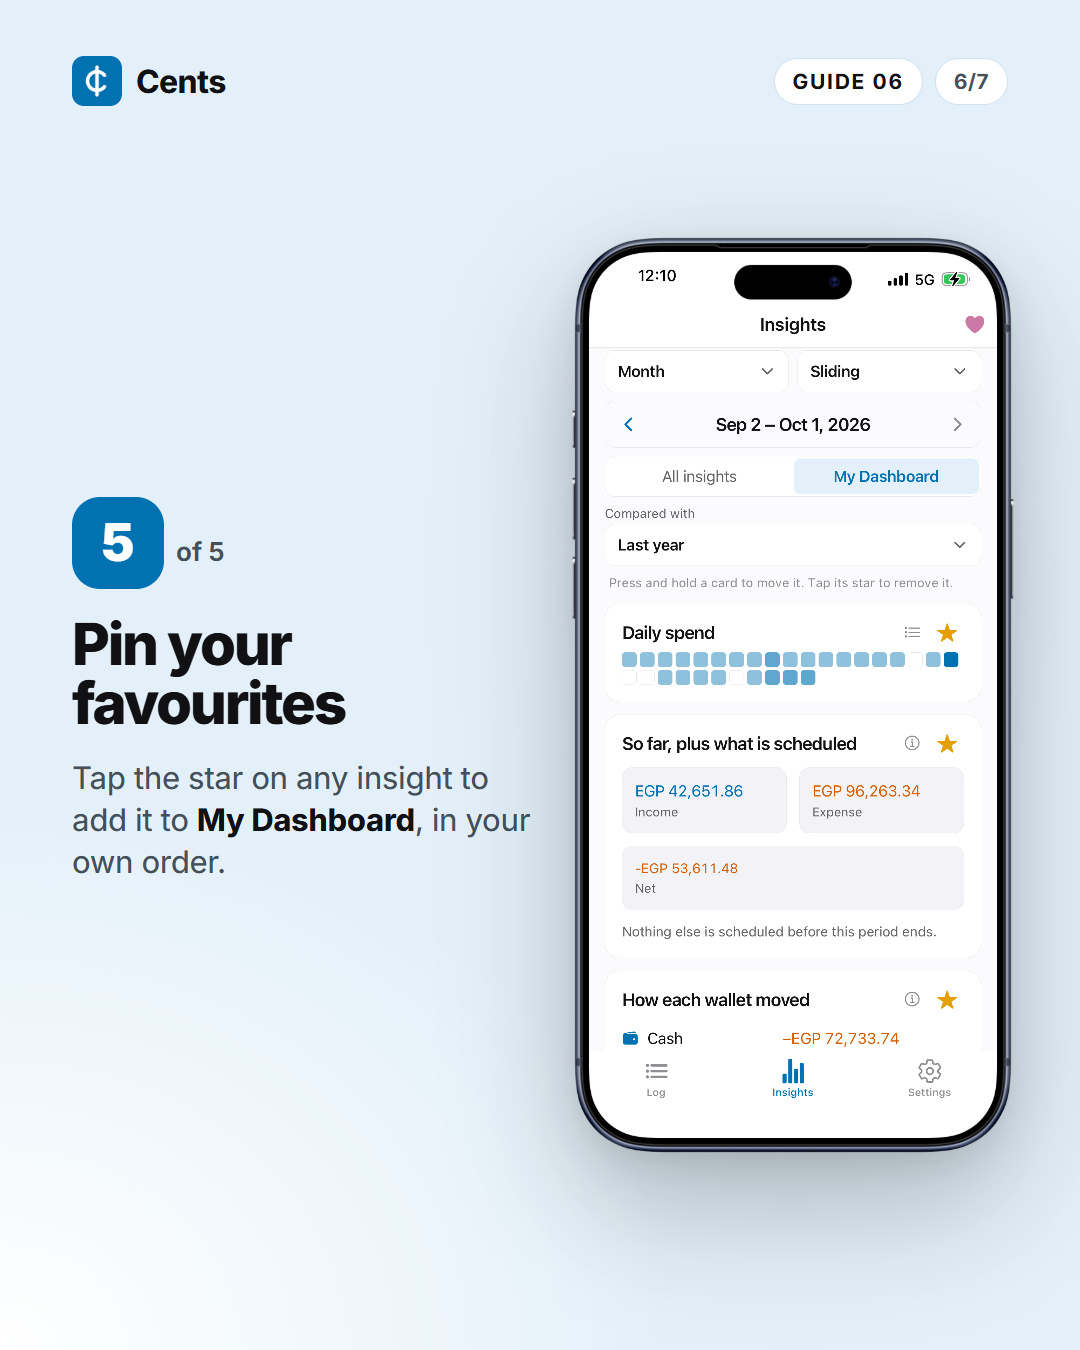 Cents
GUIDE 06
6/7
5 of 5
Pin your
favourites
Tap the star on any insight to
add it to My Dashboard, in your
own order.
12:10
5G
Insights
Month
Sliding
Sep 2 – Oct 1, 2026
All insights
My Dashboard
Compared with
Last year
Press and hold a card to move it. Tap its star to remove it.
Daily spend
So far, plus what is scheduled
EGP 42,651.86
Income
EGP 96,263.34
Expense
-EGP 53,611.48
Net
Nothing else is scheduled before this period ends.
How each wallet moved
Cash
–EGP 72,733.74
Log
Insights
Settings